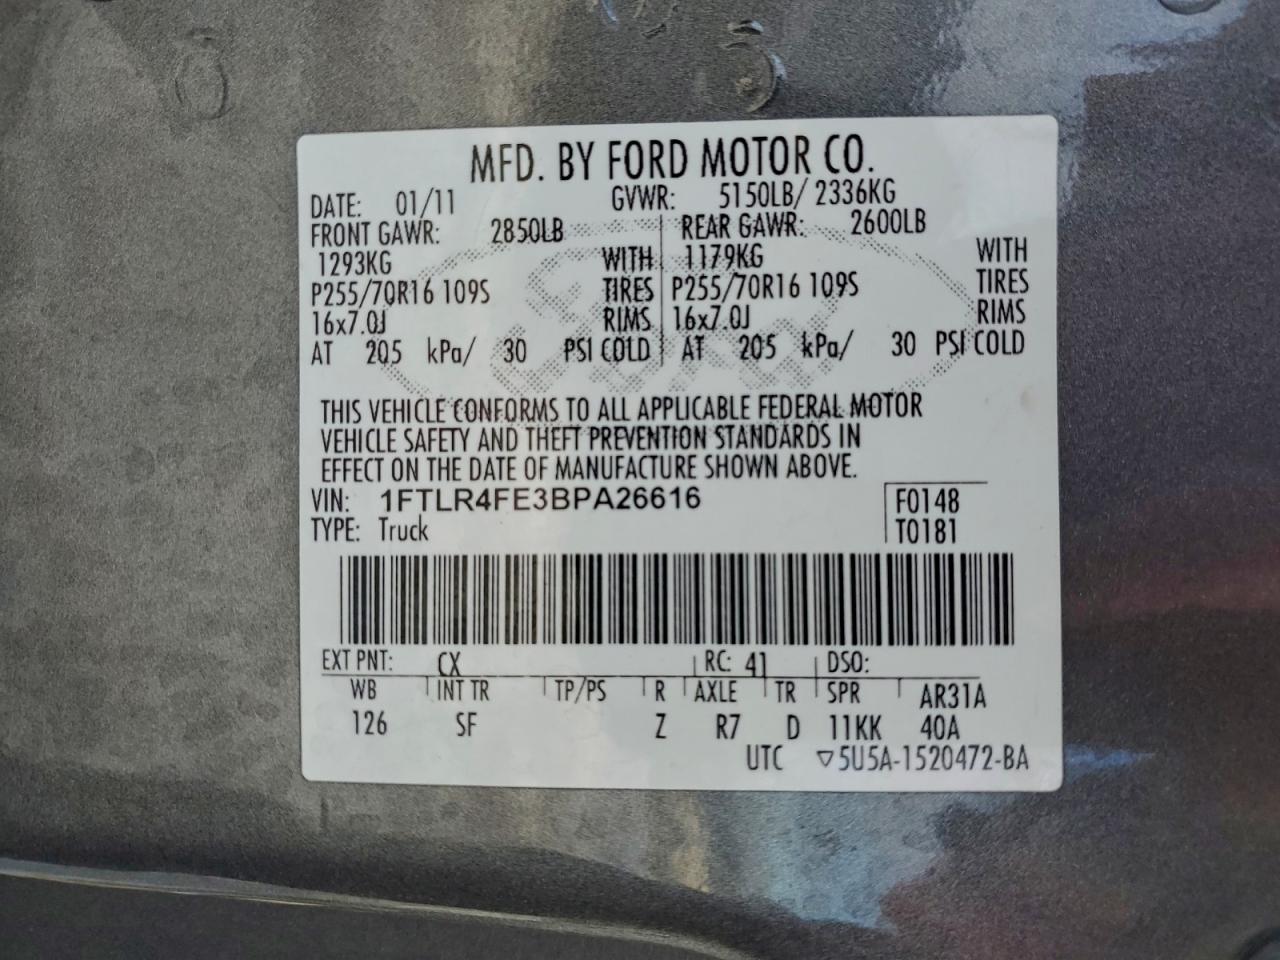 MFD. BY FORD MOTOR CO.
DATE: 01/11 GVWR: 5150LB/ 2336KG
FRONT GAWR: 2850LB REAR GAWR: 2600LB
1293KG WITH 1179KG WITH
P255/70R16 109S TIRES P255/70R16 109S TIRES
16x7.0J RIMS 16x7.0J RIMS
AT 205 kPa/ 30 PSI COLD AT 205 kPa/ 30 PSI COLD
THIS VEHICLE CONFORMS TO ALL APPLICABLE FEDERAL MOTOR
VEHICLE SAFETY AND THEFT PREVENTION STANDARDS IN
EFFECT ON THE DATE OF MANUFACTURE SHOWN ABOVE.
VIN: 1FTLR4FE3BPA26616 F0148
TYPE: Truck T0181
EXT PNT: CX RC: 41 DSO:
WB INT TR TP/PS R AXLE TR SPR AR31A
126 SF Z R7 D 11KK 40A
UTC ▽5U5A-1520472-BA